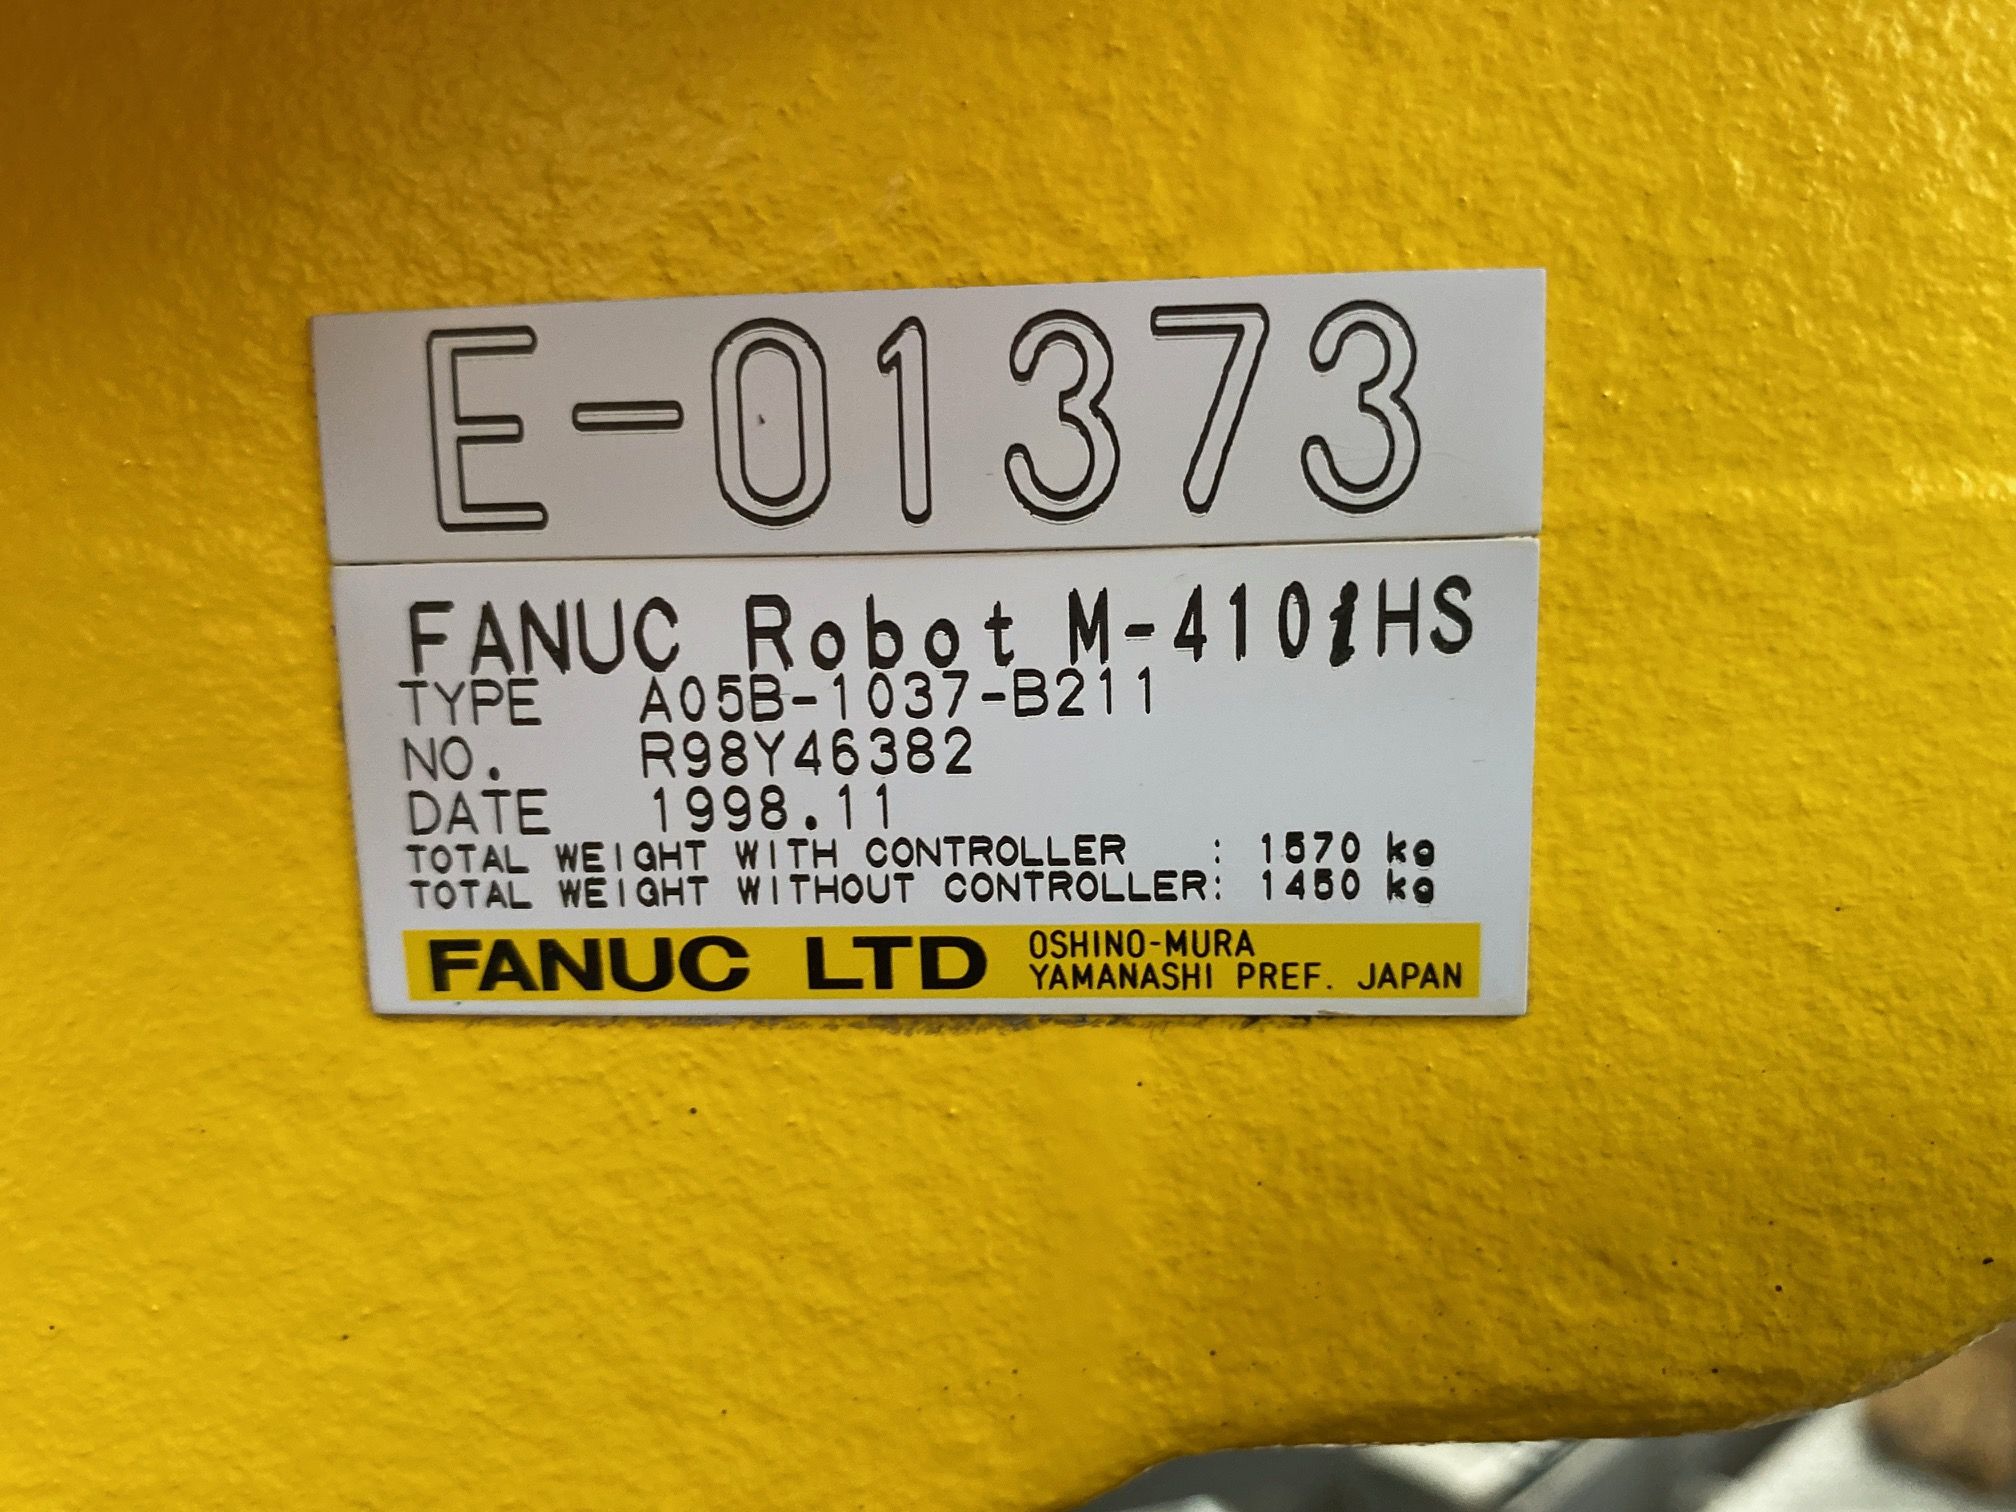 E-01373
FANUC Robot M-410iHS
TYPE A05B-1037-B211
NO. R98Y46382
DATE 1998.11
TOTAL WEIGHT WITH CONTROLLER : 1570 kg
TOTAL WEIGHT WITHOUT CONTROLLER: 1450 kg
FANUC LTD
OSHINO-MURA
YAMANASHI PREF. JAPAN